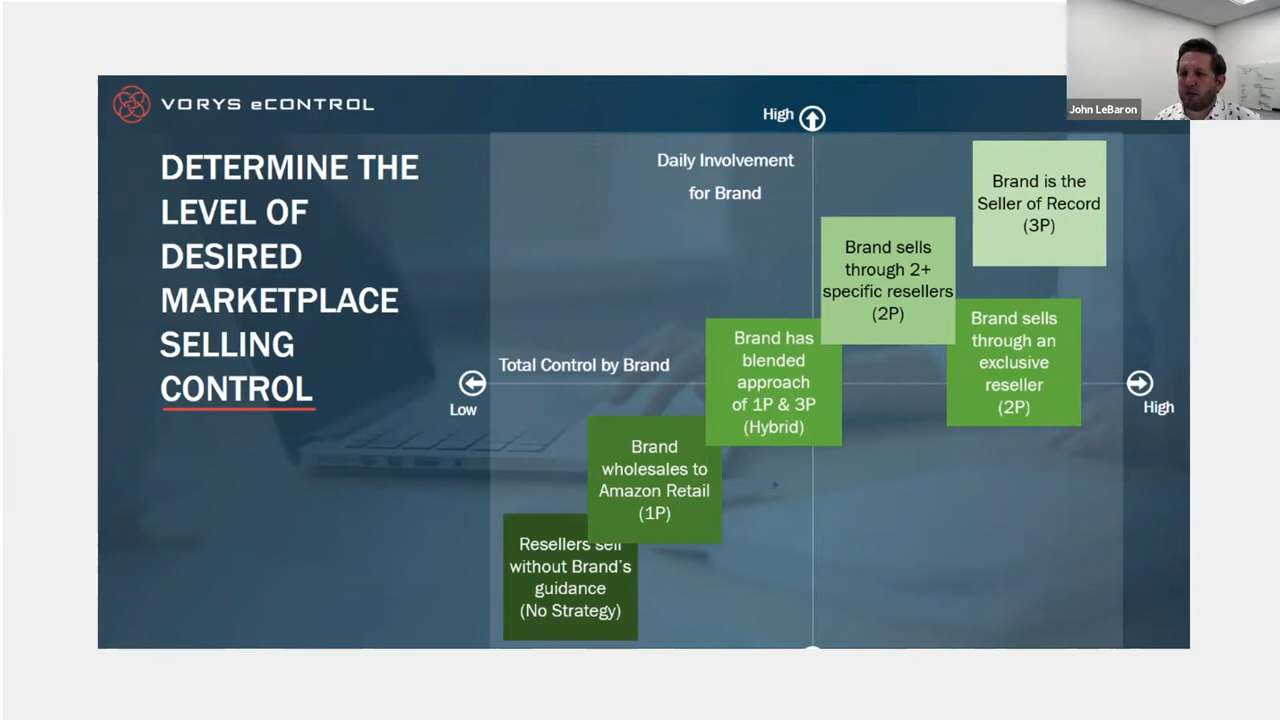 VORYS eCONTROL
John LeBaron
DETERMINE THE
LEVEL OF
DESIRED
MARKETPLACE
SELLING
CONTROL
High
Daily Involvement
for Brand
Brand is the
Seller of Record
(3P)
Brand sells
through 2+
specific resellers
(2P)
Brand sells
through an
exclusive
reseller
(2P)
Total Control by Brand
Low
High
Brand has
blended
approach
of 1P & 3P
(Hybrid)
Brand
wholesales to
Amazon Retail
(1P)
Resellers sell
without Brand's
guidance
(No Strategy)